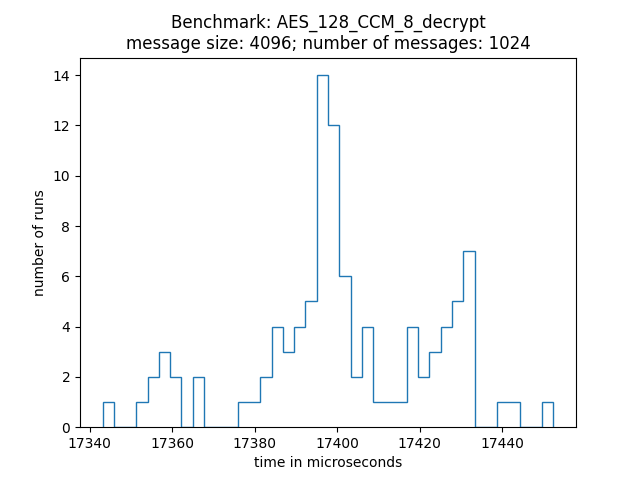 Benchmark: AES_128_CCM_8_decrypt
message size: 4096; number of messages: 1024
14
12
10
8
6
4
2
0
number of runs
17340 17360 17380 17400 17420 17440
time in microseconds